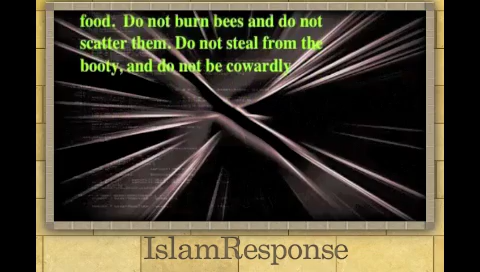 food. Do not burn bees and do not
scatter them. Do not steal from the
booty, and do not be cowardly
IslamResponse